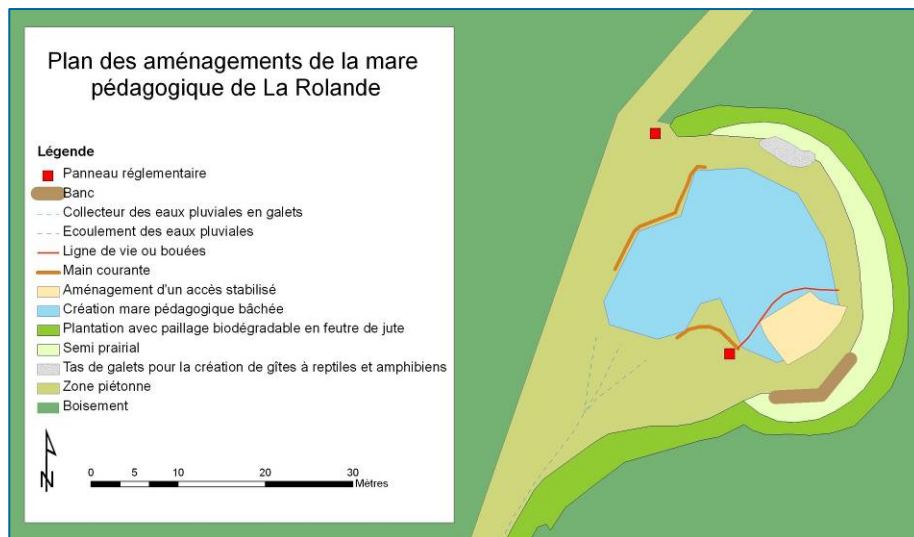 Plan des aménagements de la mare
pédagogique de La Rolande
Légende
Panneau réglementaire
Banc
Collecteur des eaux pluviales en galets
Ecoulement des eaux pluviales
Ligne de vie ou bouées
Main courante
Aménagement d'un accès stabilisé
Création mare pédagogique bâchée
Plantation avec paillage biodégradable en feutre de jute
Semi prairial
Tas de galets pour la création de gîtes à reptiles et amphibiens
Zone piétonne
Boisement
N
0 5 10 20 30
Mètres